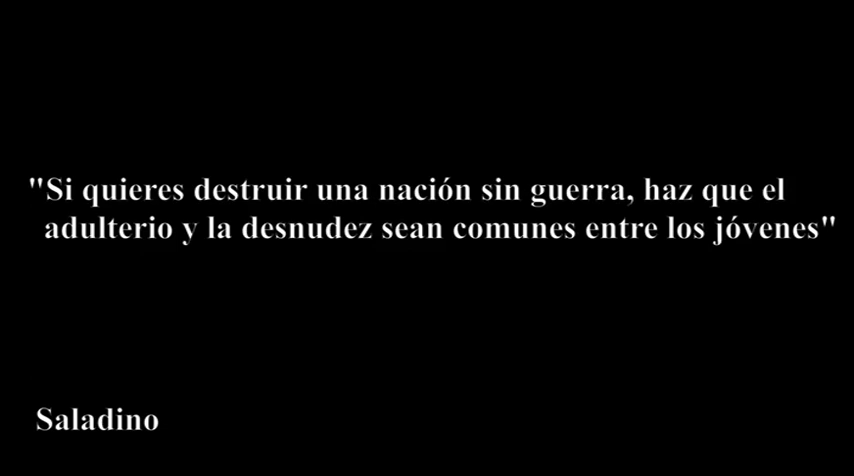 "Si quieres destruir una nación sin guerra, haz que el
adulterio y la desnudez sean comunes entre los jóvenes"
Saladino